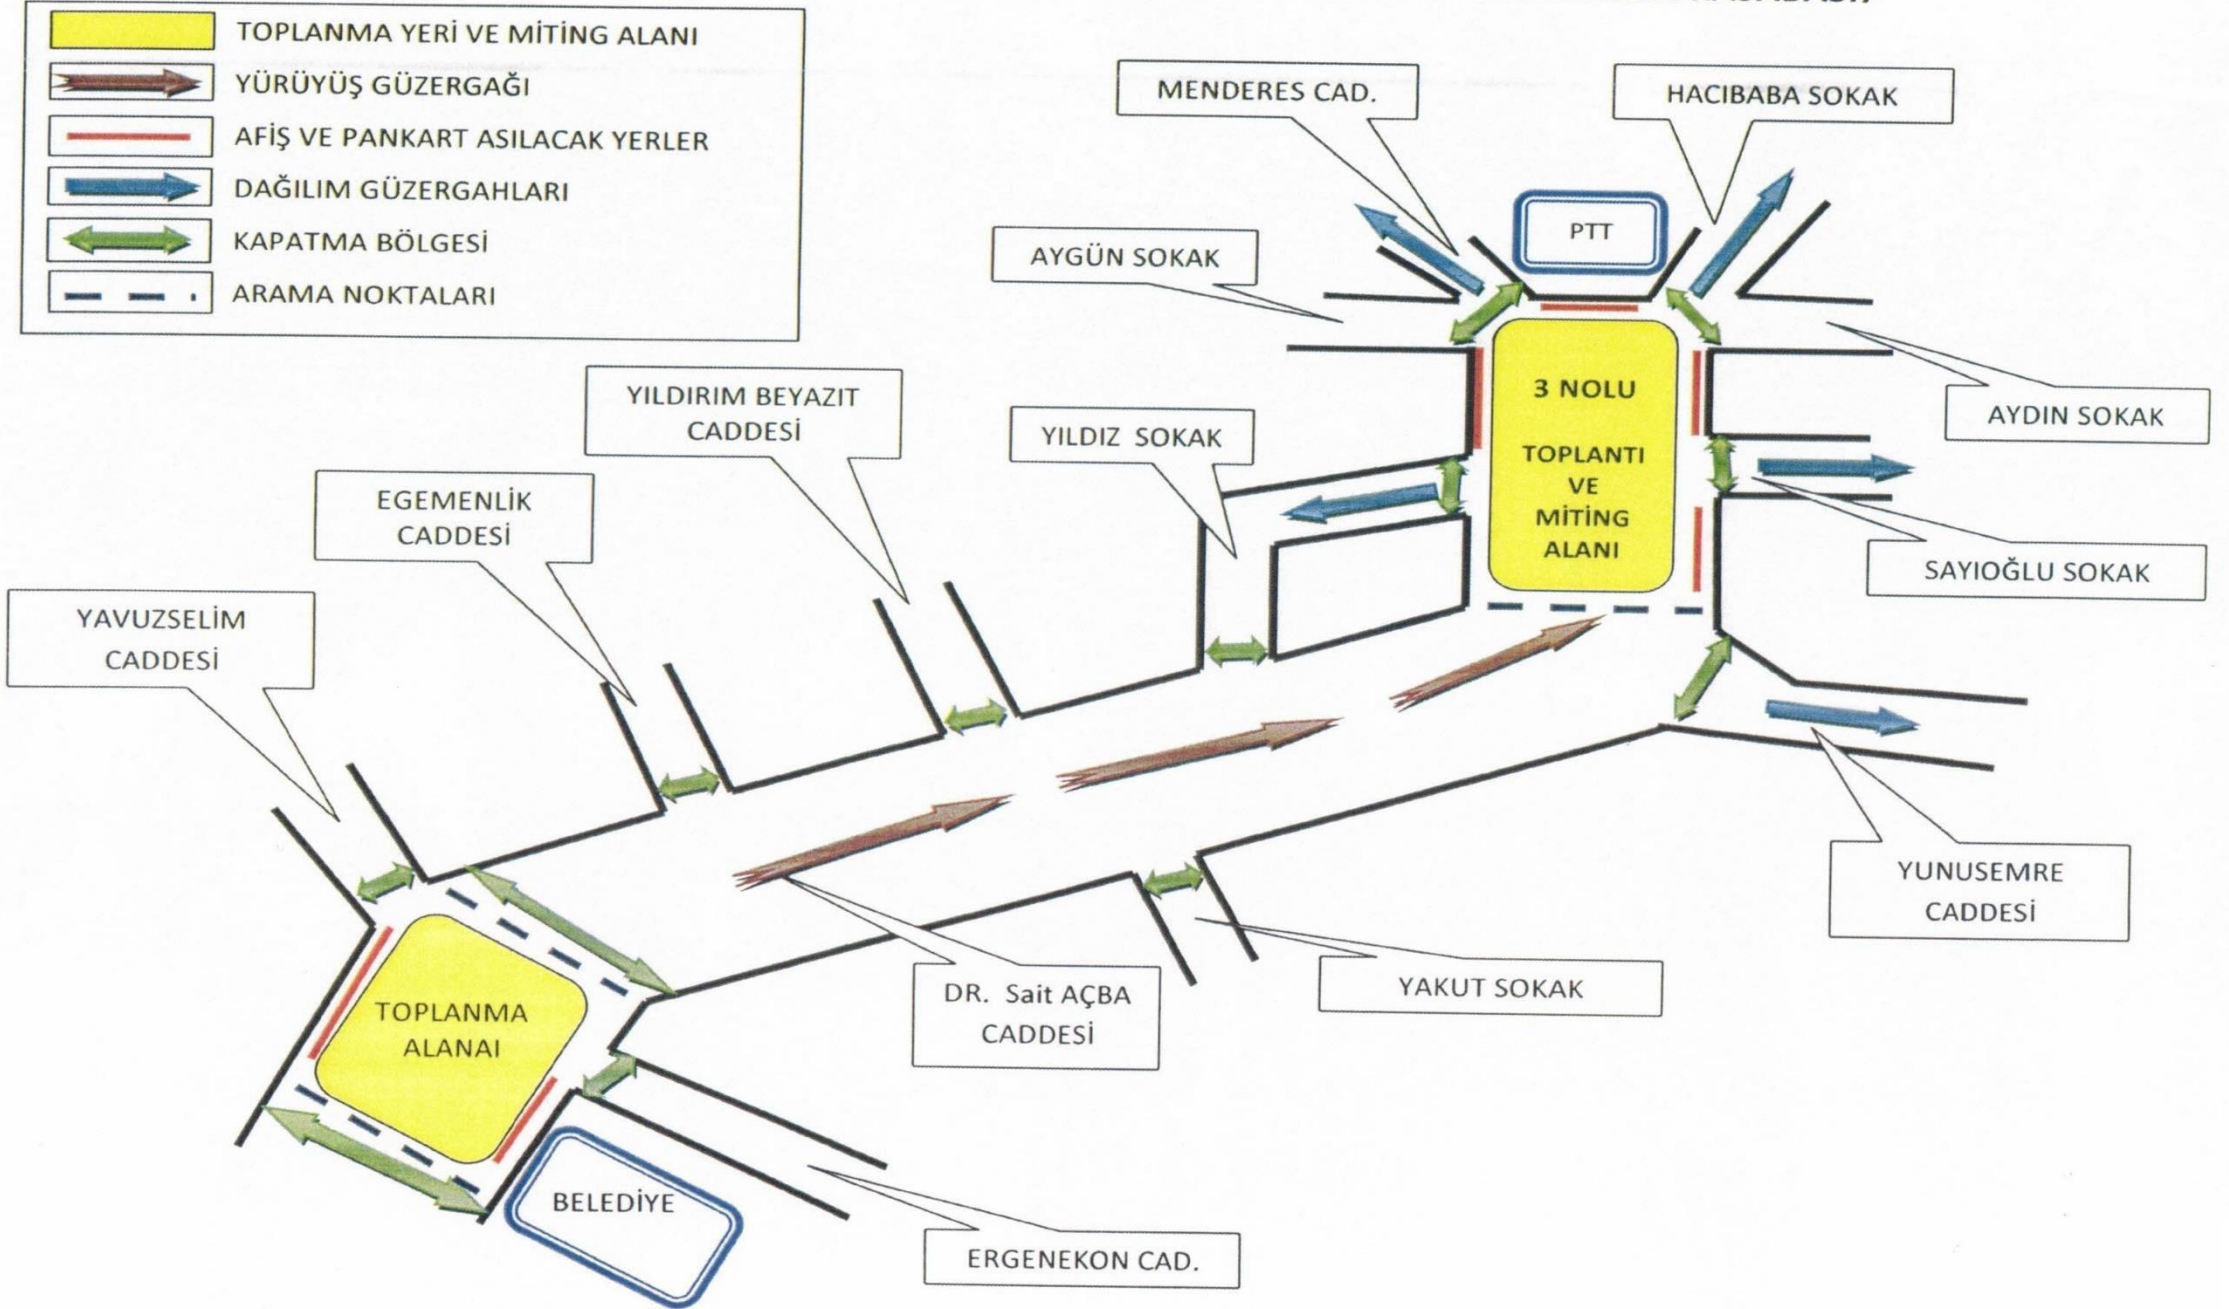 TOPLANMA YERİ VE MİTİNG ALANI
YÜRÜYÜŞ GÜZERGAĞI
AFİŞ VE PANKART ASILACAK YERLER
DAĞILIM GÜZERGAHLARI
KAPATMA BÖLGESİ
ARAMA NOKTALARI
MENDERES CAD.
HACIBABA SOKAK
PTT
AYGÜN SOKAK
YILDIRIM BEYAZIT
CADDESİ
YILDIZ SOKAK
3 NOLU
TOPLANTI
VE
MİTİNG
ALANI
AYDIN SOKAK
EGEMENLİK
CADDESİ
SAYIOĞLU SOKAK
YAVUZSELİM
CADDESİ
YUNUSEMRE
CADDESİ
YAKUT SOKAK
DR. Sait AÇBA
CADDESİ
TOPLANMA
ALANAI
BELEDİYE
ERGENEKON CAD.